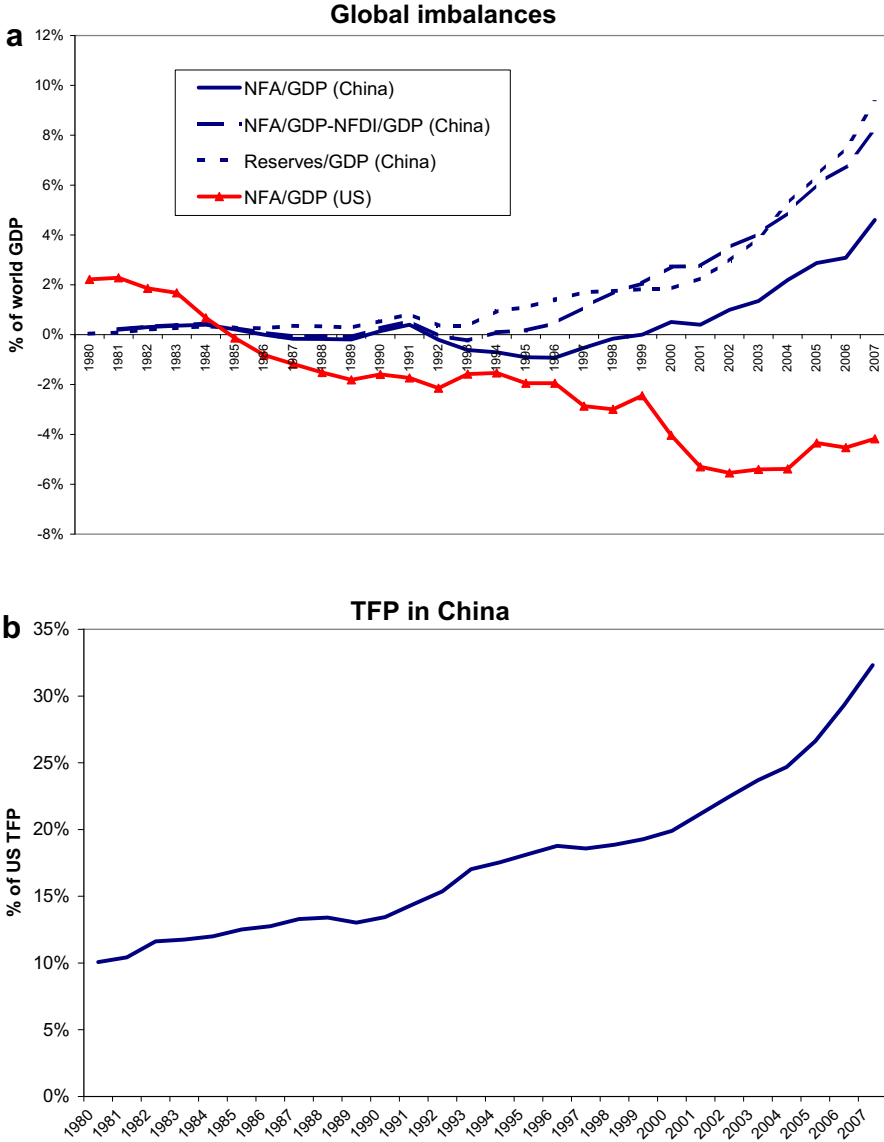 Global imbalances
a
12%
10%
8%
6%
4%
2%
0%
-2%
-4%
-6%
-8%
% of world GDP
NFA/GDP (China)
NFA/GDP-NFDI/GDP (China)
Reserves/GDP (China)
NFA/GDP (US)
1980 1981 1982 1983 1984 1985 1986 1987 1988 1989 1990 1991 1992 1993 1994 1995 1996 1997 1998 1999 2000 2001 2002 2003 2004 2005 2006 2007
TFP in China
b
35%
30%
25%
20%
15%
10%
5%
0%
% of US TFP
1980 1981 1982 1983 1984 1985 1986 1987 1988 1989 1990 1991 1992 1993 1994 1995 1996 1997 1998 1999 2000 2001 2002 2003 2004 2005 2006 2007